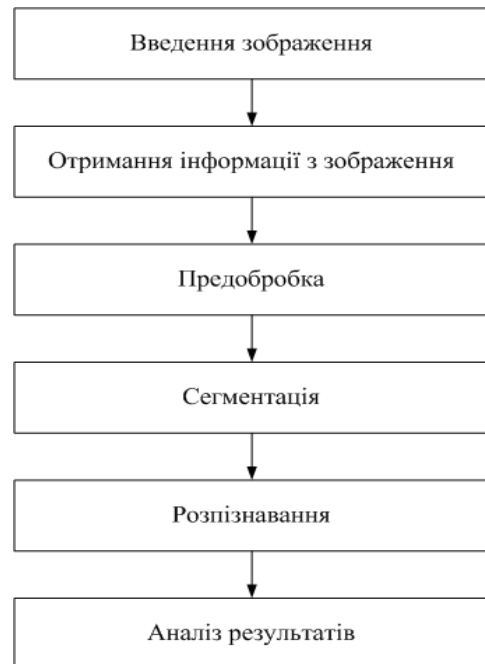 Введення зображення
Отримання інформації з зображення
Предобробка
Сегментація
Розпізнавання
Аналіз результатів